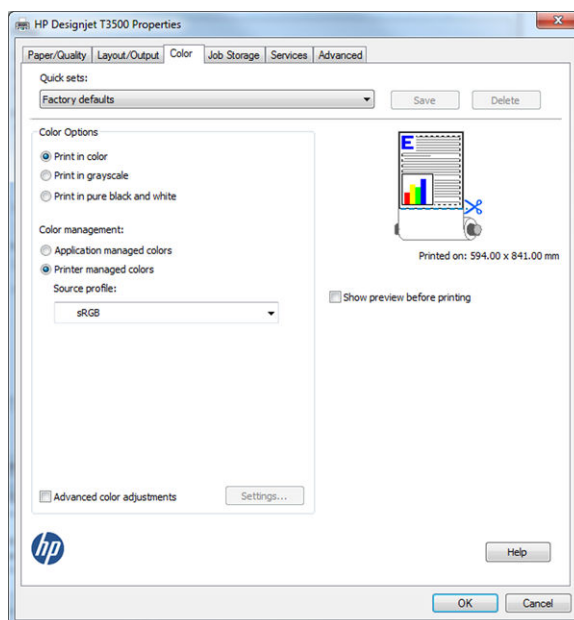 HP Designjet T3500 Properties
Paper/Quality Layout/Output Color Job Storage Services Advanced
Quick sets:
Factory defaults Save Delete
Color Options
Print in color
Print in grayscale
Print in pure black and white
Color management:
Application managed colors
Printer managed colors
Source profile:
sRGB
E
Printed on: 594.00 x 841.00 mm
Show preview before printing
Advanced color adjustments Settings...
hp
Help
OK Cancel